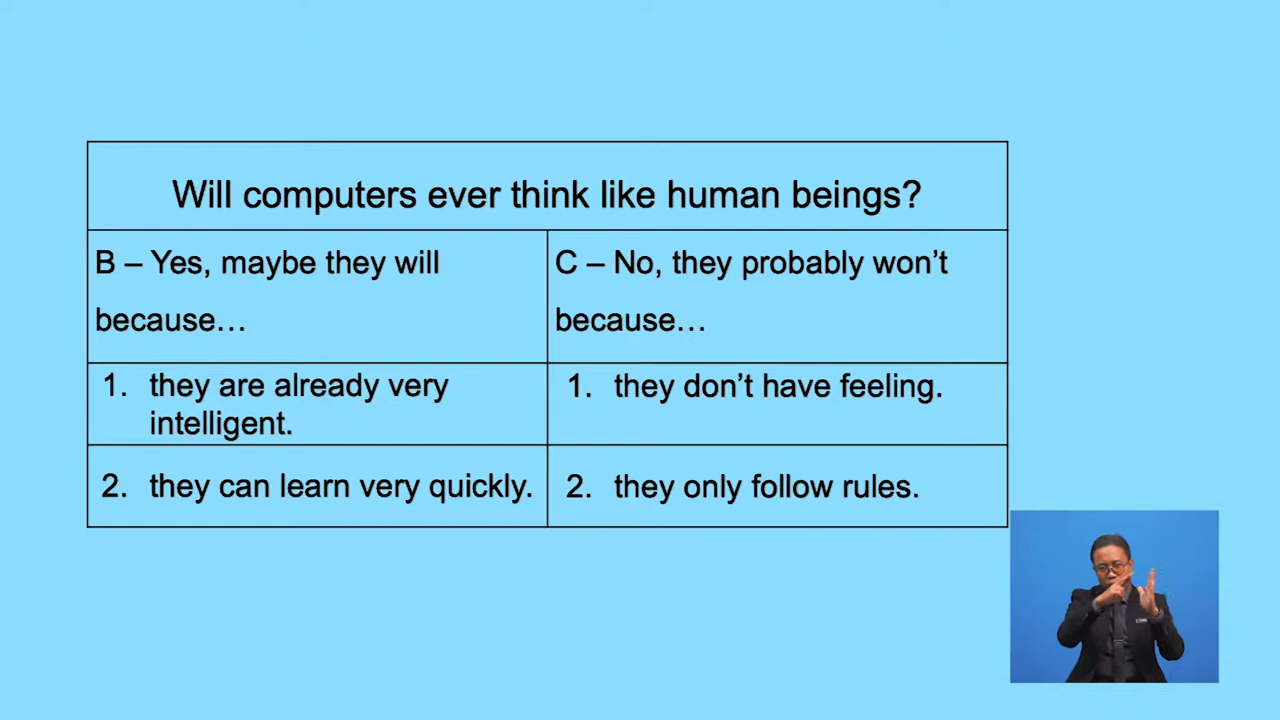 Will computers ever think like human beings?
B – Yes, maybe they will
because…
C – No, they probably won’t
because…
1. they are already very
intelligent.
1. they don’t have feeling.
2. they can learn very quickly.
2. they only follow rules.